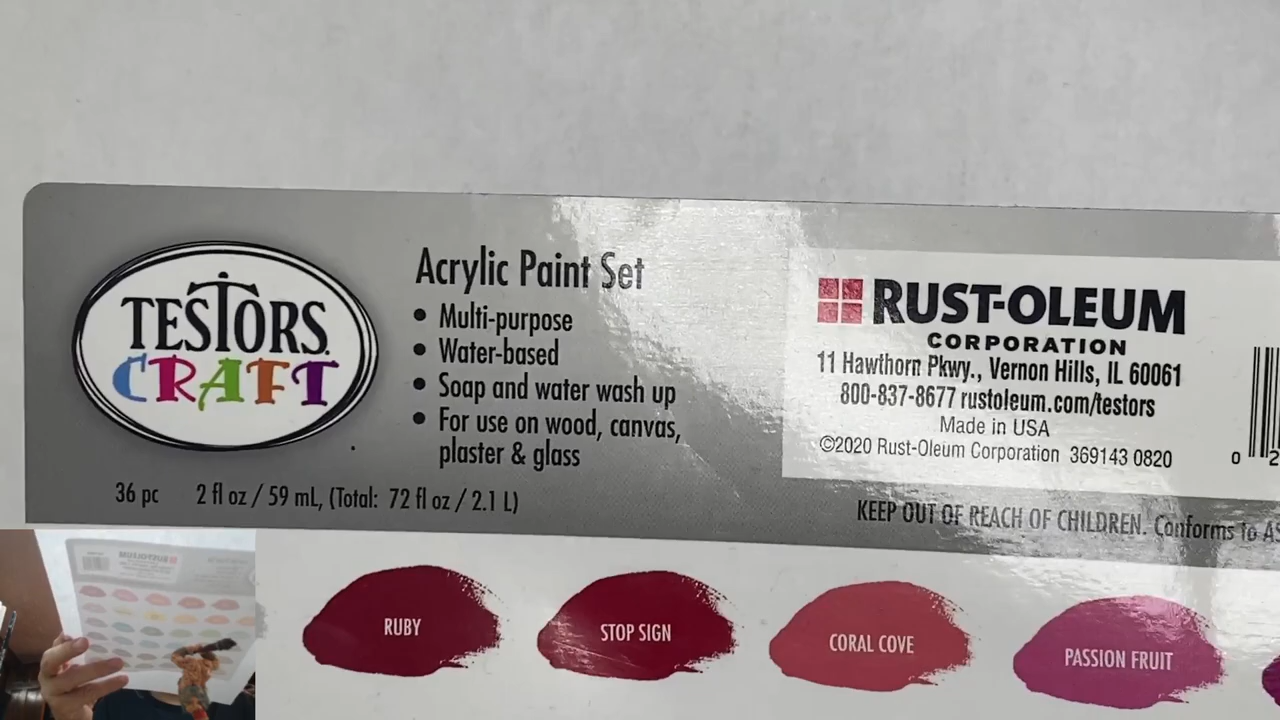 TESTORS
CRAFT
Acrylic Paint Set
• Multi-purpose
• Water-based
• Soap and water wash up
• For use on wood, canvas,
plaster & glass
36 pc 2 fl oz / 59 mL, (Total: 72 fl oz / 2.1 L)
RUST-OLEUM
CORPORATION
11 Hawthorn Pkwy., Vernon Hills, IL 60061
800-837-8677 rustoleum.com/testors
Made in USA
©2020 Rust-Oleum Corporation 369143 0820
0
KEEP OUT OF REACH OF CHILDREN. Conforms to
RUBY
STOP SIGN
CORAL COVE
PASSION FRUIT